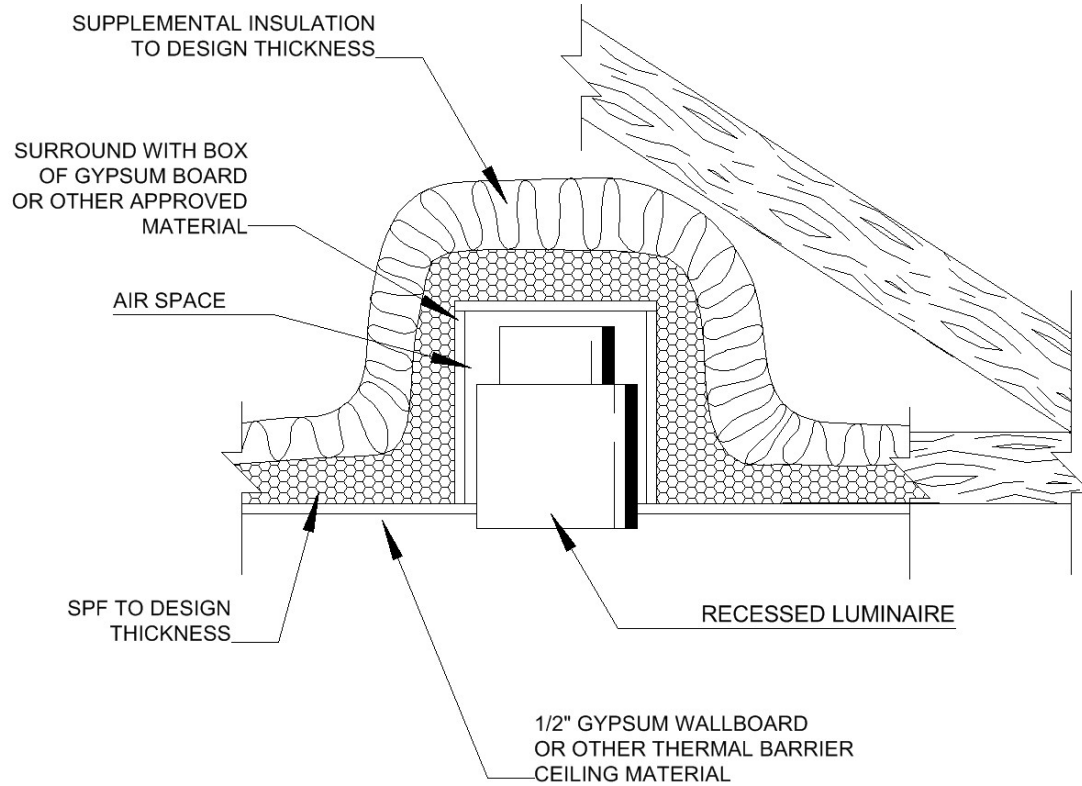 SUPPLEMENTAL INSULATION
TO DESIGN THICKNESS
SURROUND WITH BOX
OF GYPSUM BOARD
OR OTHER APPROVED
MATERIAL
AIR SPACE
SPF TO DESIGN
THICKNESS
RECESSED LUMINAIRE
1/2" GYPSUM WALLBOARD
OR OTHER THERMAL BARRIER
CEILING MATERIAL